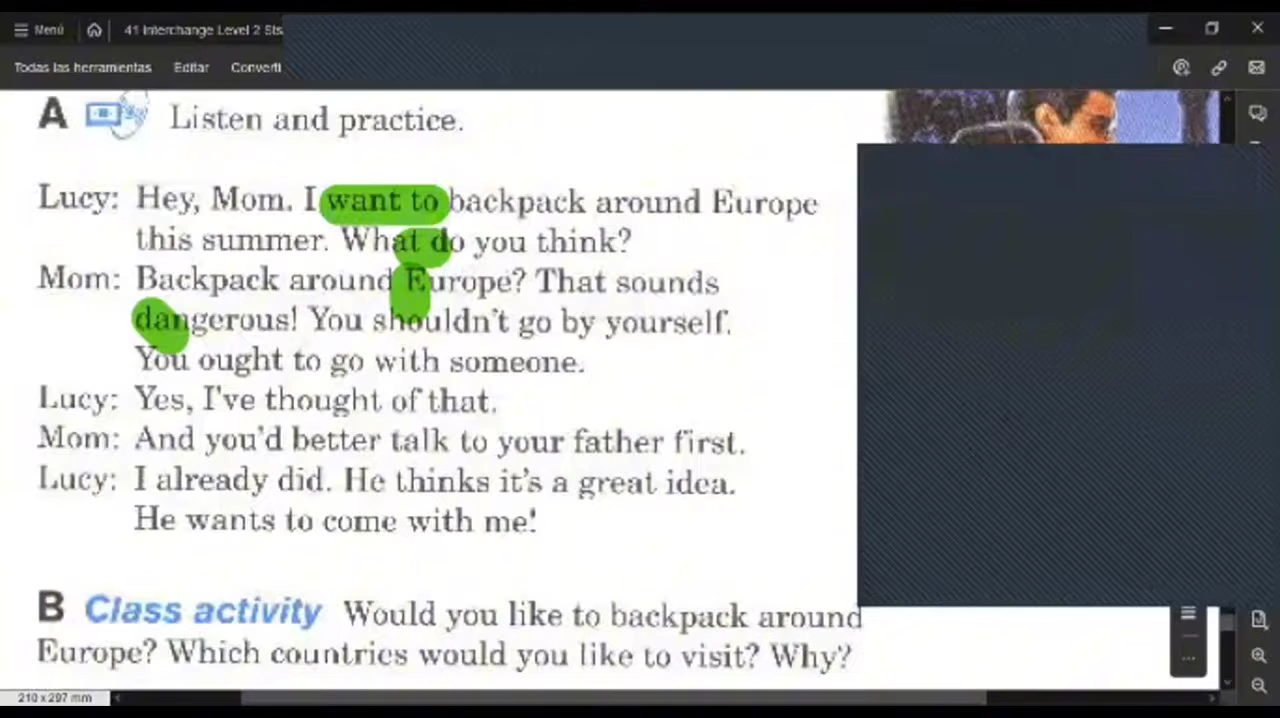 Menú
41 Interchange Level 2 Sts
Todas las herramientas Editar Converti
A Listen and practice.
Lucy: Hey, Mom. I want to backpack around Europe
this summer. What do you think?
Mom: Backpack around Europe? That sounds
dangerous! You shouldn't go by yourself.
You ought to go with someone.
Lucy: Yes, I've thought of that.
Mom: And you'd better talk to your father first.
Lucy: I already did. He thinks it's a great idea.
He wants to come with me!
B Class activity Would you like to backpack around
Europe? Which countries would you like to visit? Why?
210 x 297 mm